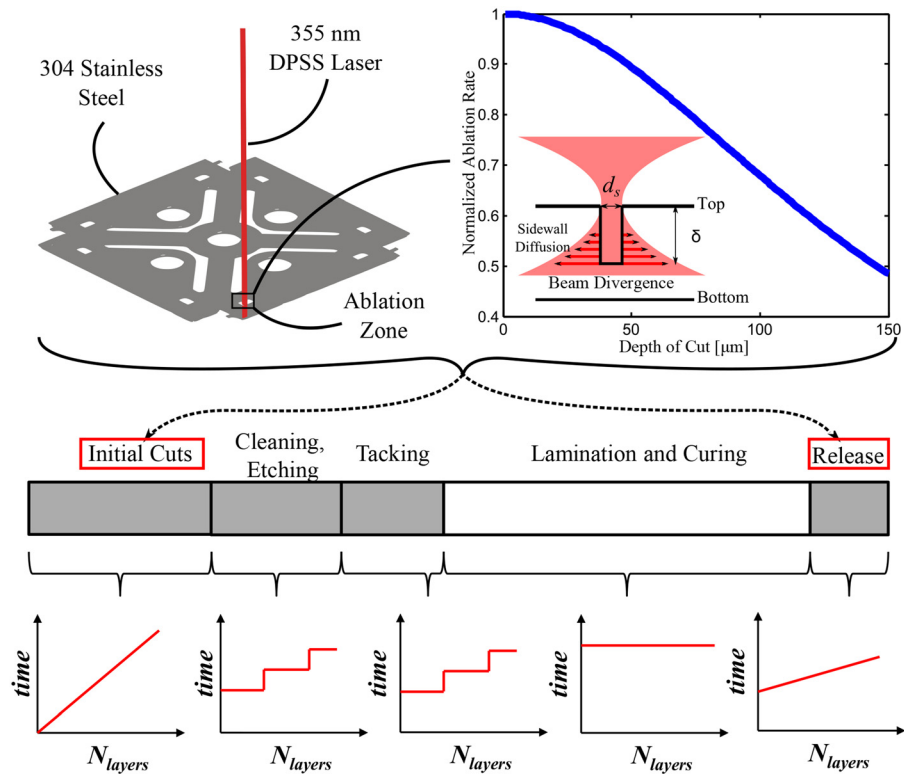 355 nm
DPSS Laser
304 Stainless
Steel
Ablation
Zone
Normalized Ablation Rate
1
0.9
0.8
0.7
0.6
0.5
0.4
0
50
100
150
Depth of Cut [μm]
d_s
Top
Sidewall
Diffusion
δ
Beam Divergence
Bottom
Initial Cuts
Cleaning,
Etching
Tacking
Lamination and Curing
Release
time
N_layers
time
N_layers
time
N_layers
time
N_layers
time
N_layers